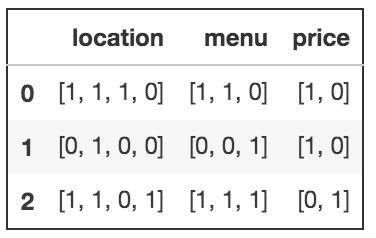 location menu price
0 [1, 1, 1, 0] [1, 1, 0] [1, 0]
1 [0, 1, 0, 0] [0, 0, 1] [1, 0]
2 [1, 1, 0, 1] [1, 1, 1] [0, 1]